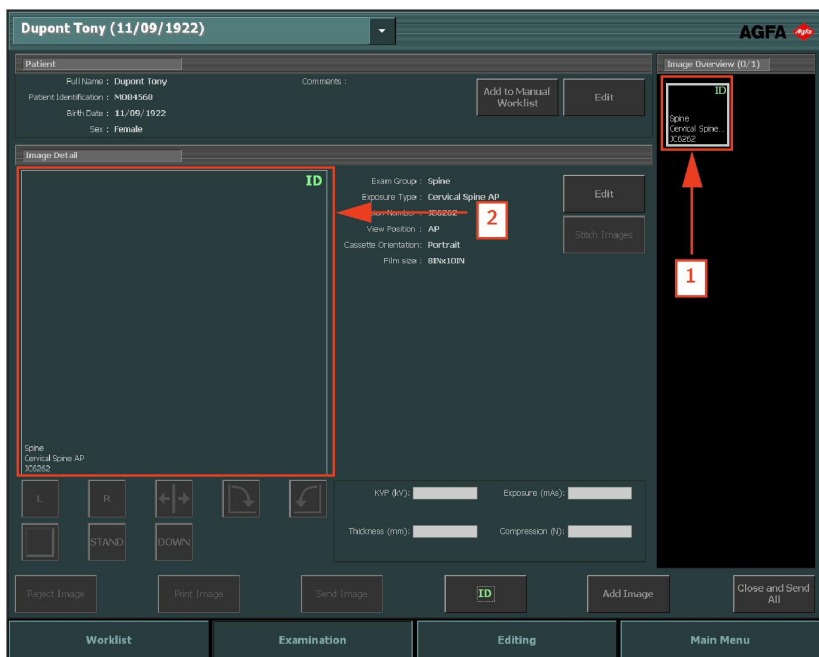 Dupont Tony (11/09/1922)
AGFA Agfa
Patient
Full Name : Dupont Tony
Comments :
Patient Identification : M084568
Birth Date : 11/09/1922
Sex : Female
Add to Manual
Worklist
Edit
Image Overview (0/1)
ID
Spine
Cervical Spine...
JC6262
1
Image Detail
ID
Spine
Cervical Spine AP
JC6262
Exam Group : Spine
Exposure Type : Cervical Spine AP
Number : JC6262
View Position : AP
Cassette Orientation: Portrait
Film size : 8INx10IN
2
Edit
Stitch Images
L
R
STAND
DOWN
KVP (kV):
Exposure (mAs):
Thickness (mm):
Compression (N):
Reject Image
Print Image
Send Image
ID
Add Image
Close and Send
All
Worklist
Examination
Editing
Main Menu